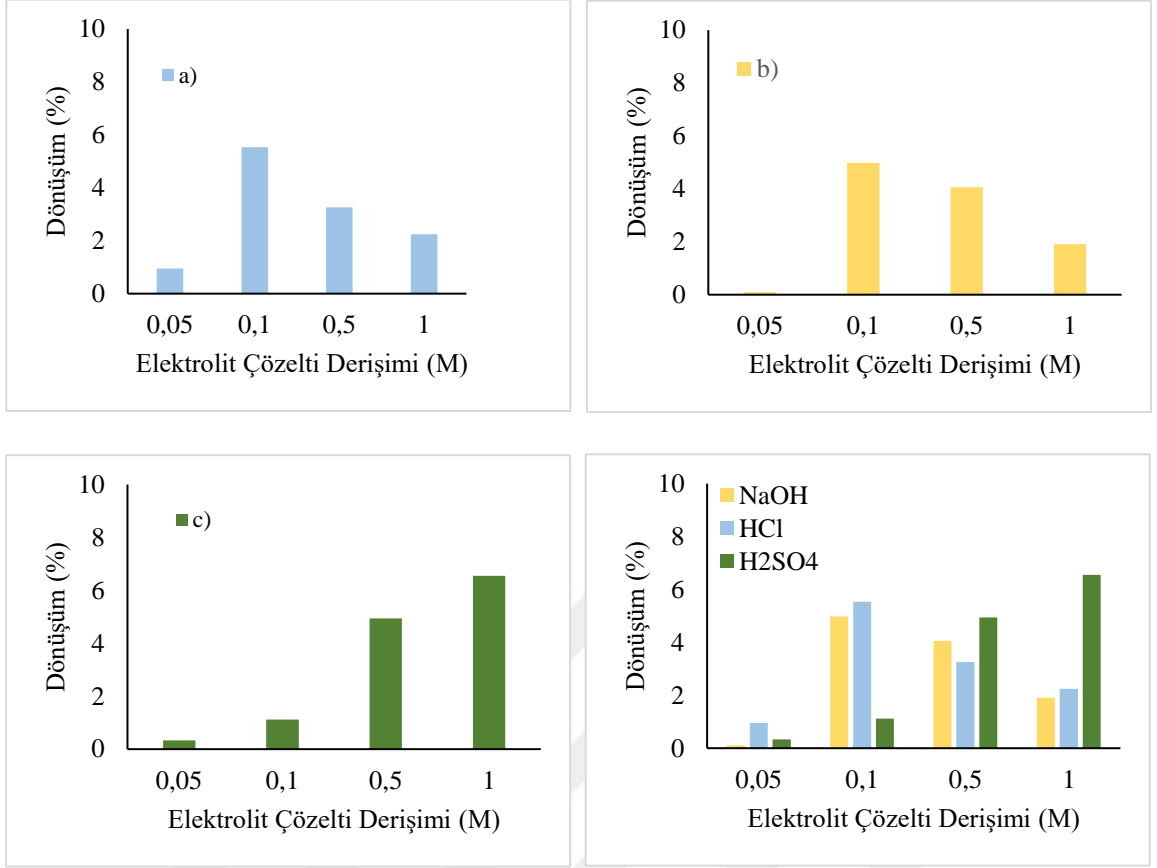 10
8
6
4
2
0
Dönüşüm (%)
a)
0,05 0,1 0,5 1
Elektrolit Çözelti Derişimi (M)
10
8
6
4
2
0
Dönüşüm (%)
b)
0,05 0,1 0,5 1
Elektrolit Çözelti Derişimi (M)
10
8
6
4
2
0
Dönüşüm (%)
c)
0,05 0,1 0,5 1
Elektrolit Çözelti Derişimi (M)
10
8
6
4
2
0
Dönüşüm (%)
NaOH
HCl
H2SO4
0,05 0,1 0,5 1
Elektrolit Çözelti Derişimi (M)